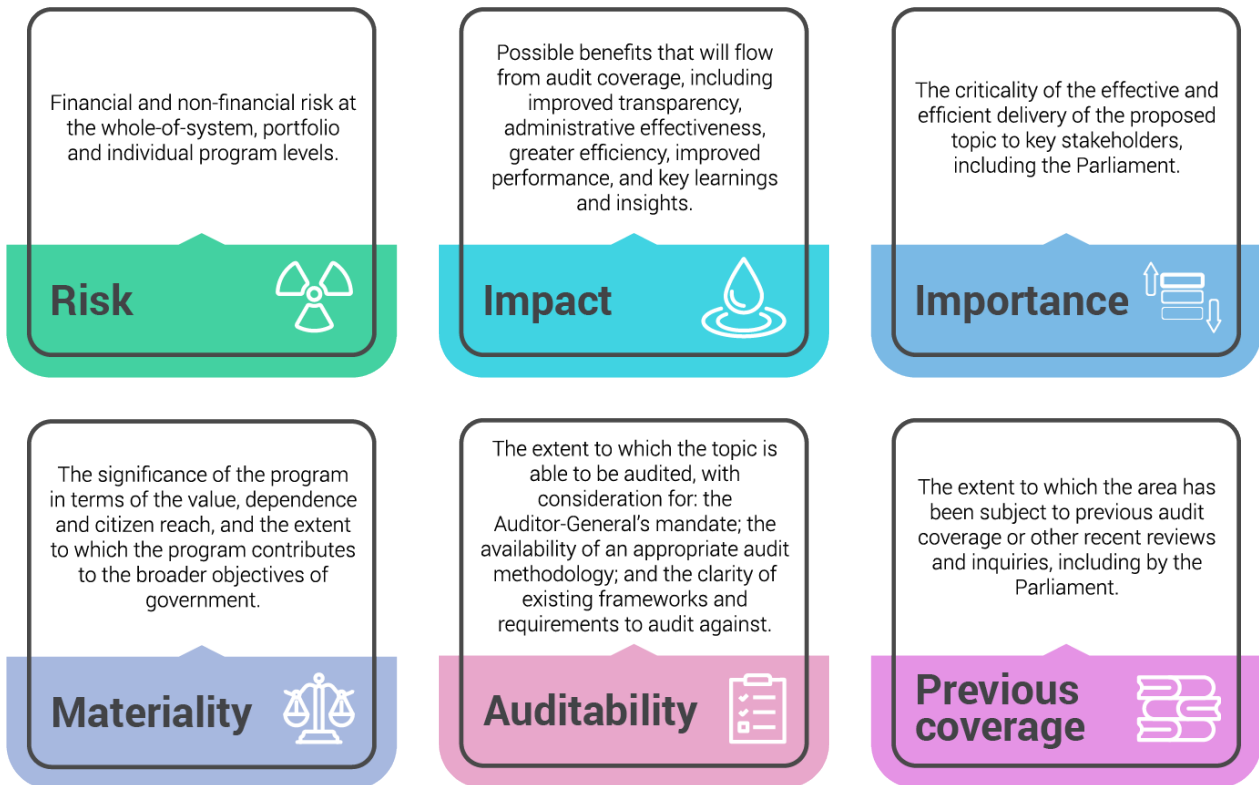 Financial and non-financial risk at
the whole-of-system, portfolio
and individual program levels.
Risk
Possible benefits that will flow
from audit coverage, including
improved transparency,
administrative effectiveness,
greater efficiency, improved
performance, and key learnings
and insights.
Impact
The criticality of the effective and
efficient delivery of the proposed
topic to key stakeholders,
including the Parliament.
Importance
The significance of the program
in terms of the value, dependence
and citizen reach, and the extent
to which the program contributes
to the broader objectives of
government.
Materiality
The extent to which the topic is
able to be audited, with
consideration for: the
Auditor-General’s mandate; the
availability of an appropriate audit
methodology; and the clarity of
existing frameworks and
requirements to audit against.
Auditability
The extent to which the area has
been subject to previous audit
coverage or other recent reviews
and inquiries, including by the
Parliament.
Previous
coverage